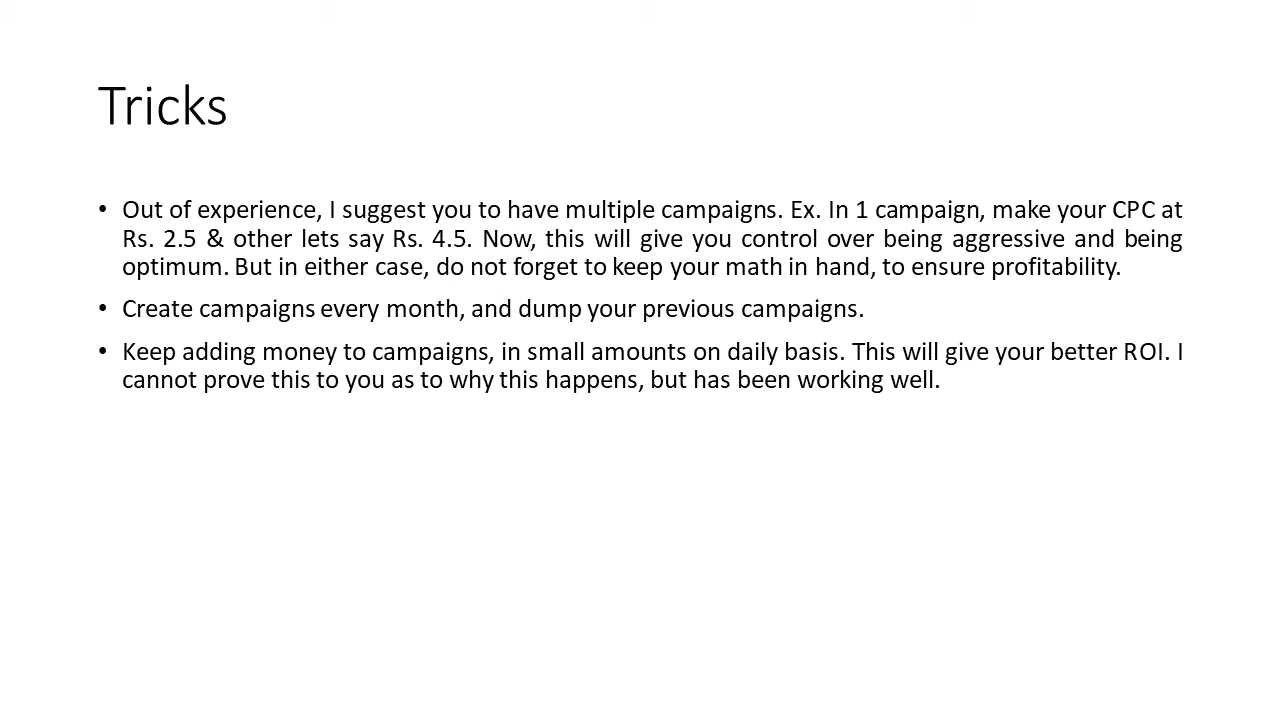 Tricks
• Out of experience, I suggest you to have multiple campaigns. Ex. In 1 campaign, make your CPC at
Rs. 2.5 & other lets say Rs. 4.5. Now, this will give you control over being aggressive and being
optimum. But in either case, do not forget to keep your math in hand, to ensure profitability.
• Create campaigns every month, and dump your previous campaigns.
• Keep adding money to campaigns, in small amounts on daily basis. This will give your better ROI. I
cannot prove this to you as to why this happens, but has been working well.